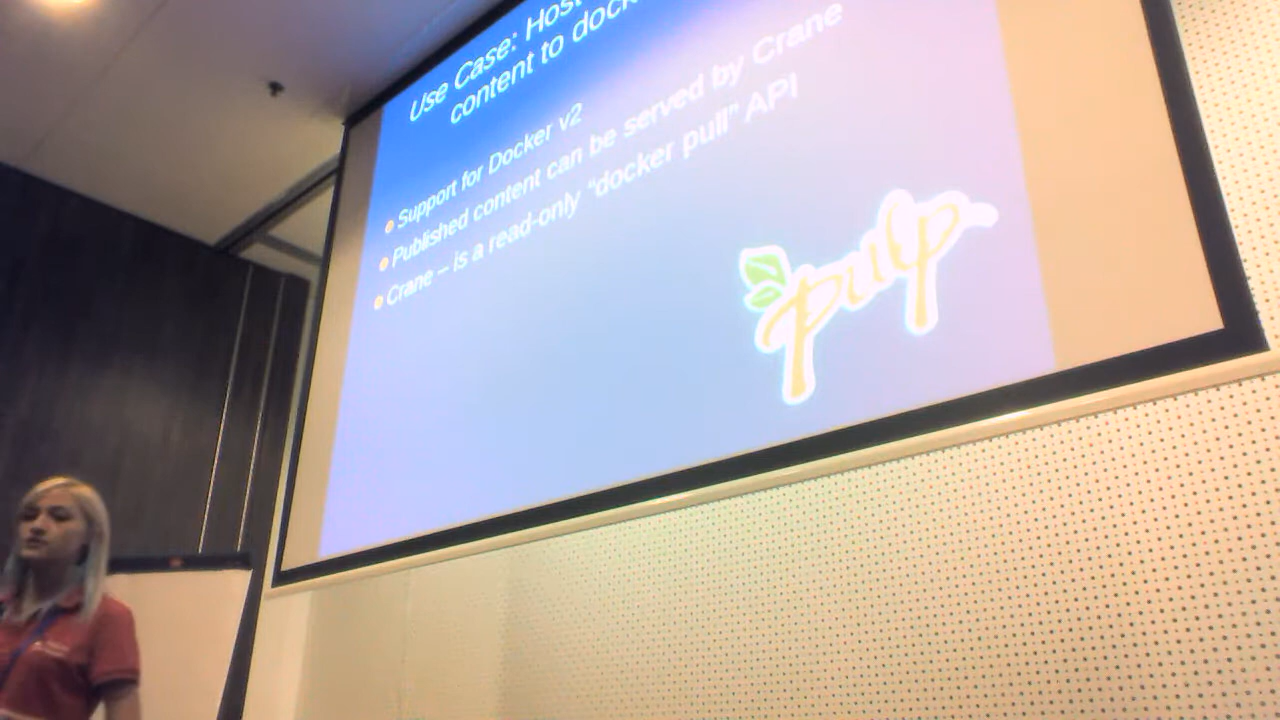 Use Case: Host
content to dock
Support for Docker v2
Published content can be served by Crane
Crane – is a read-only “docker pull” API
pulp